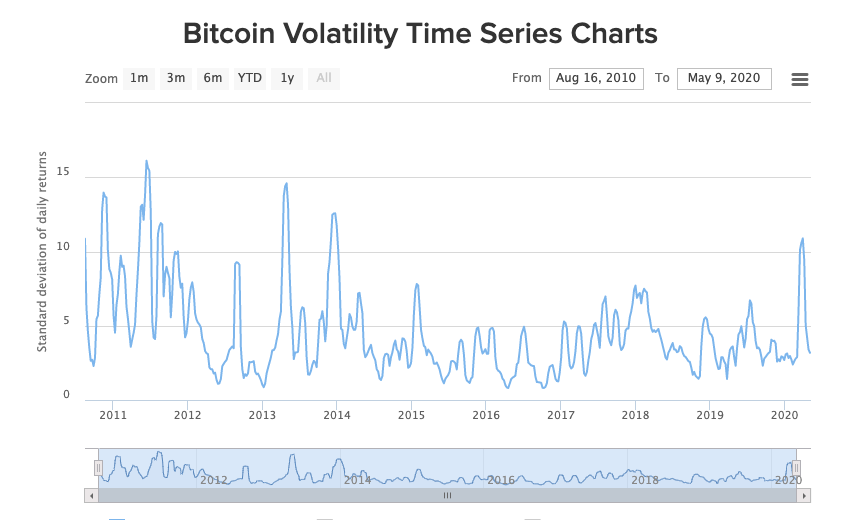 Bitcoin Volatility Time Series Charts
Zoom 1m 3m 6m YTD 1y All From Aug 16, 2010 To May 9, 2020
Standard deviation of daily returns
15
10
5
0
2011 2012 2013 2014 2015 2016 2017 2018 2019 2020
2012 2014 2016 2018 2020